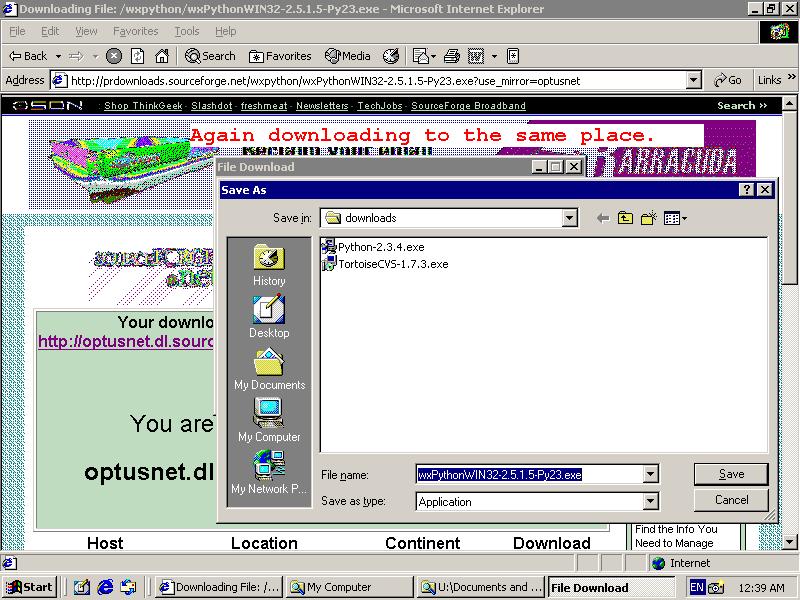 Downloading File: /wxpython/wxPythonWIN32-2.5.1.5-Py23.exe - Microsoft Internet Explorer
File Edit View Favorites Tools Help
Back Search Favorites Media
Address http://prdownloads.sourceforge.net/wxpython/wxPythonWIN32-2.5.1.5-Py23.exe?use_mirror=optusnet Go Links »
OSDN Shop ThinkGeek · Slashdot · freshmeat · Newsletters · TechJobs · SourceForge Broadband Search »
Again downloading to the same place.
BARRACUDA
File Download
Save As
Save in: downloads
Python-2.3.4.exe
TortoiseCVS-1.7.3.exe
History
Desktop
My Documents
My Computer
My Network P...
File name: wxPythonWIN32-2.5.1.5-Py23.exe Save
Save as type: Application Cancel
Your downlo
http://optusnet.dl.sourc
You are
optusnet.dl
Host Location Continent Download
Find the Info You
Need to Manage
Internet
Start Downloading File: /... My Computer U:\Documents and ... File Download EN 12:39 AM